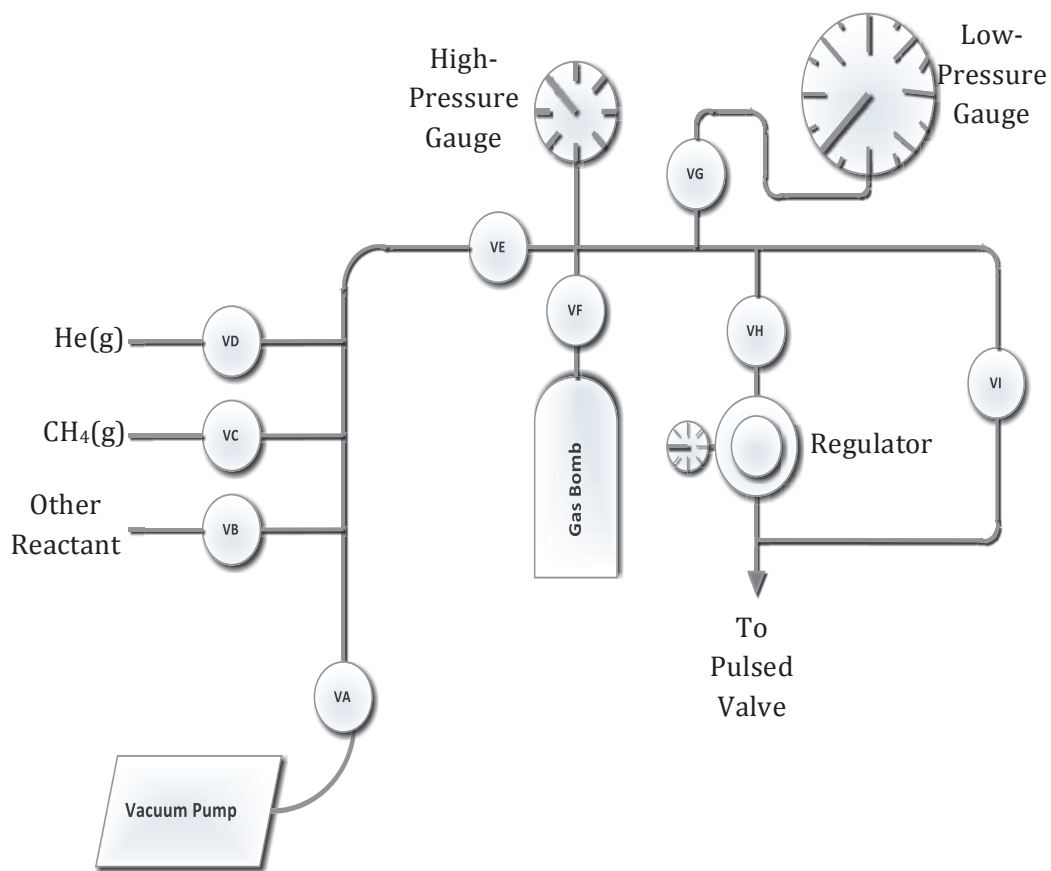 High-
Pressure
Gauge
Low-
Pressure
Gauge
VG
VE
VF
VH
VI
He(g)
VD
CH₄(g)
VC
Other
Reactant
VB
Gas Bomb
Regulator
To
Pulsed
Valve
VA
Vacuum Pump